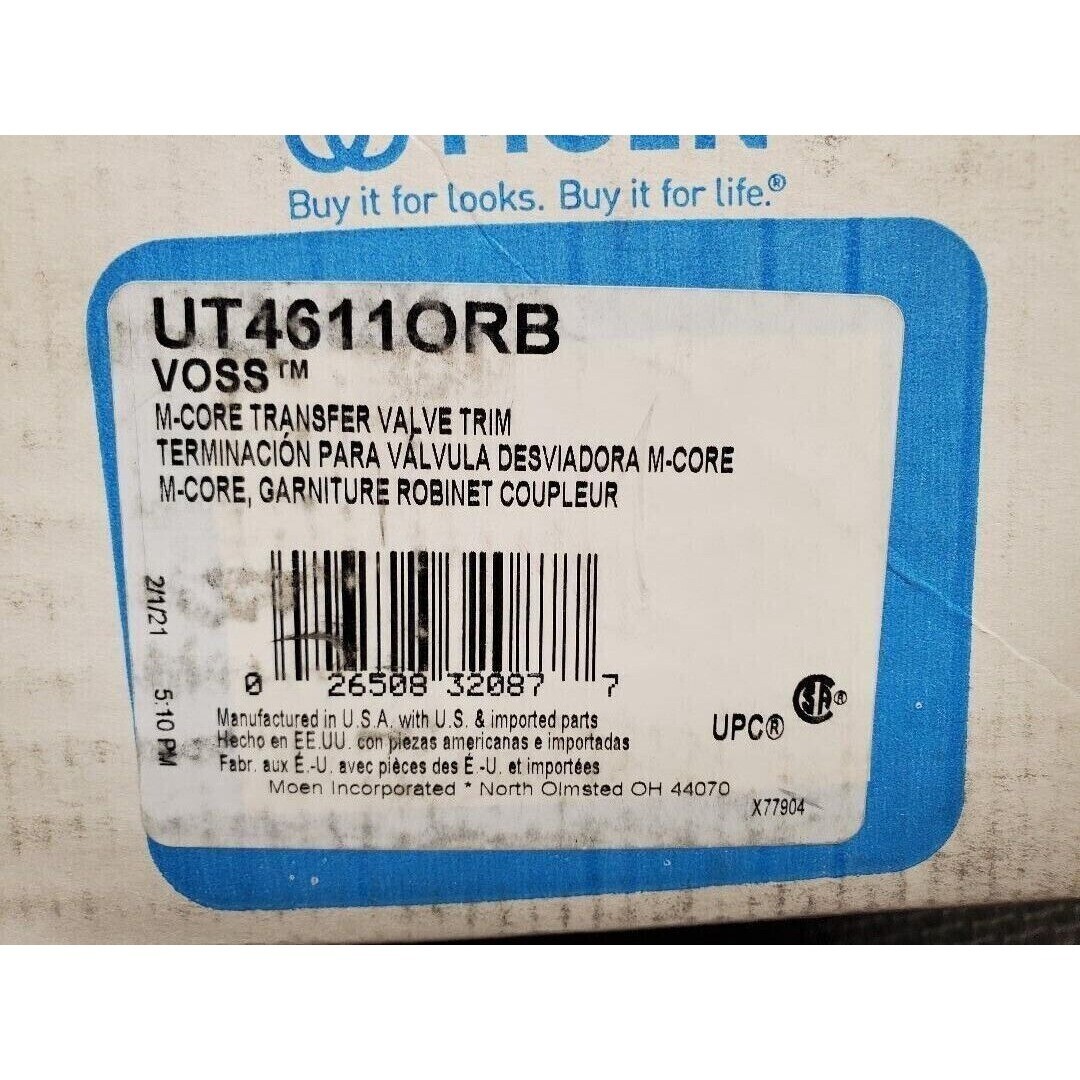 MOEN
Buy it for looks. Buy it for life.®
UT4611ORB
VOSS™
M-CORE TRANSFER VALVE TRIM
TERMINACIÓN PARA VÁLVULA DESVIADORA M-CORE
M-CORE, GARNITURE ROBINET COUPLEUR
2/1/21 5:10 PM
0 26508 32087 7
Manufactured in U.S.A. with U.S. & imported parts
Hecho en EE.UU. con piezas americanas e importadas
Fabr. aux É.-U. avec pièces des É.-U. et importées
Moen Incorporated * North Olmsted OH 44070
UPC®
SA®
X77904